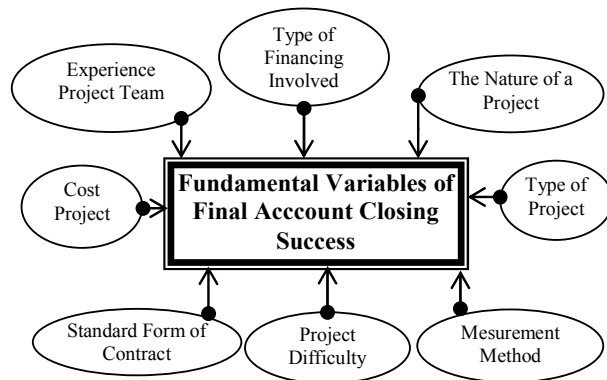 Experience
Project Team
Type of
Financing
Involved
The Nature of a
Project
Cost
Project
Fundamental Variables of
Final Acccount Closing
Success
Type of
Project
Standard Form of
Contract
Project
Difficulty
Mesurement
Method